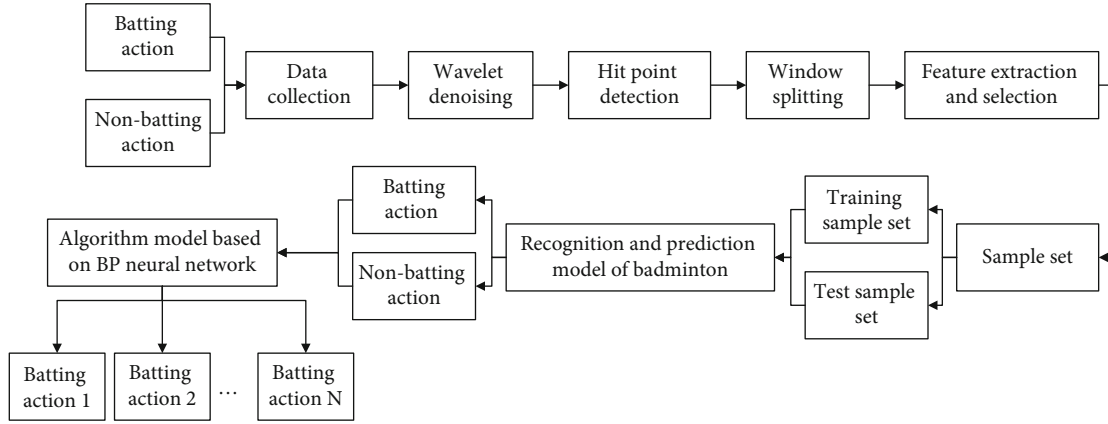 Batting
action
Non-batting
action
Data
collection
Wavelet
denoising
Hit point
detection
Window
splitting
Feature extraction
and selection
Sample set
Training
sample set
Test sample
set
Recognition and prediction
model of badminton
Batting
action
Non-batting
action
Algorithm model based
on BP neural network
Batting
action 1
Batting
action 2
...
Batting
action N